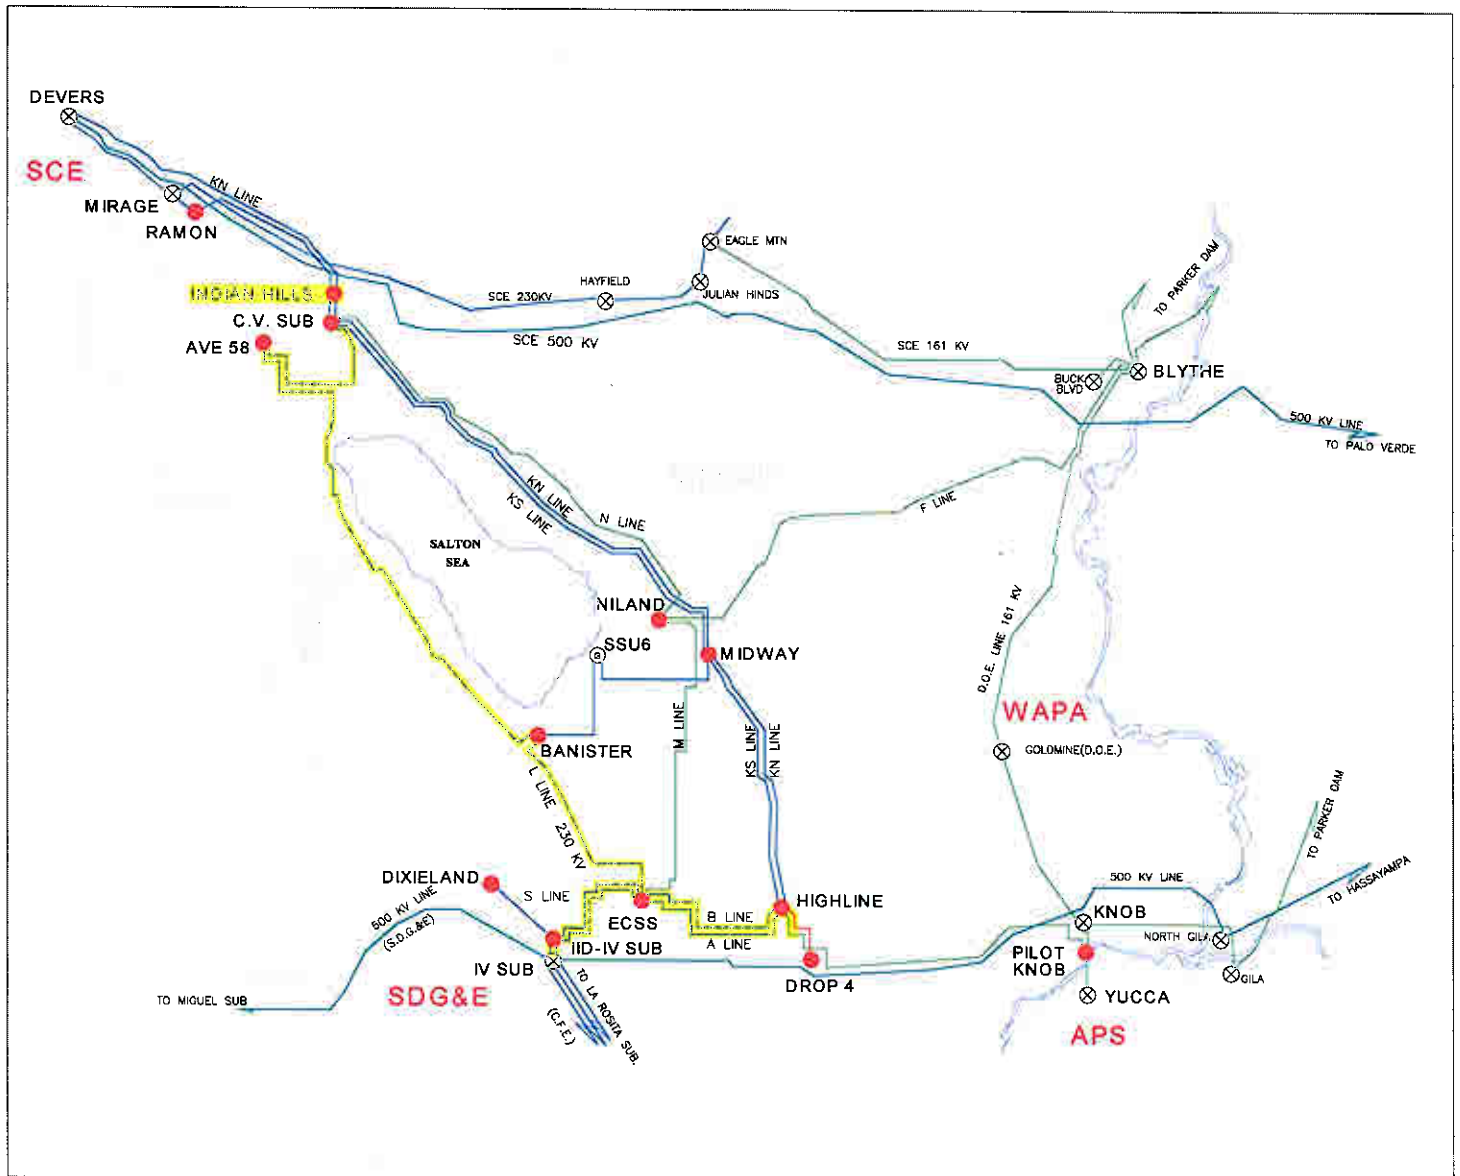 DEVERS
SCE
KN LINE
MIRAGE
RAMON
EAGLE MTN
HAYFIELD
JULIAN HINDS
SCE 230KV
TO PARKER DAM
INDIAN HILLS
C.V. SUB
AVE 58
SCE 500 KV
SCE 161 KV
BLYTHE
BUCK
BLVD
500 KV LINE
TO PALO VERDE
KN LINE
KS LINE
N LINE
F LINE
SALTON
SEA
NILAND
SSU6
G
MIDWAY
D.O.E. LINE 161 KV
WAPA
M LINE
KS LINE
KN LINE
BANISTER
GOLDMINE(D.O.E.)
L LINE 230 KV
TO PARKER DAM
DIXIELAND
S LINE
500 KV LINE
(S.D.G.&E)
ECSS
B LINE
A LINE
HIGHLINE
500 KV LINE
TO HASSAYAMPA
KNOB
NORTH GILA
IID-IV SUB
IV SUB
PILOT
KNOB
DROP 4
GILA
SDG&E
TO MIGUEL SUB
TO LA ROSITA SUB.
(C.F.E.)
YUCCA
APS